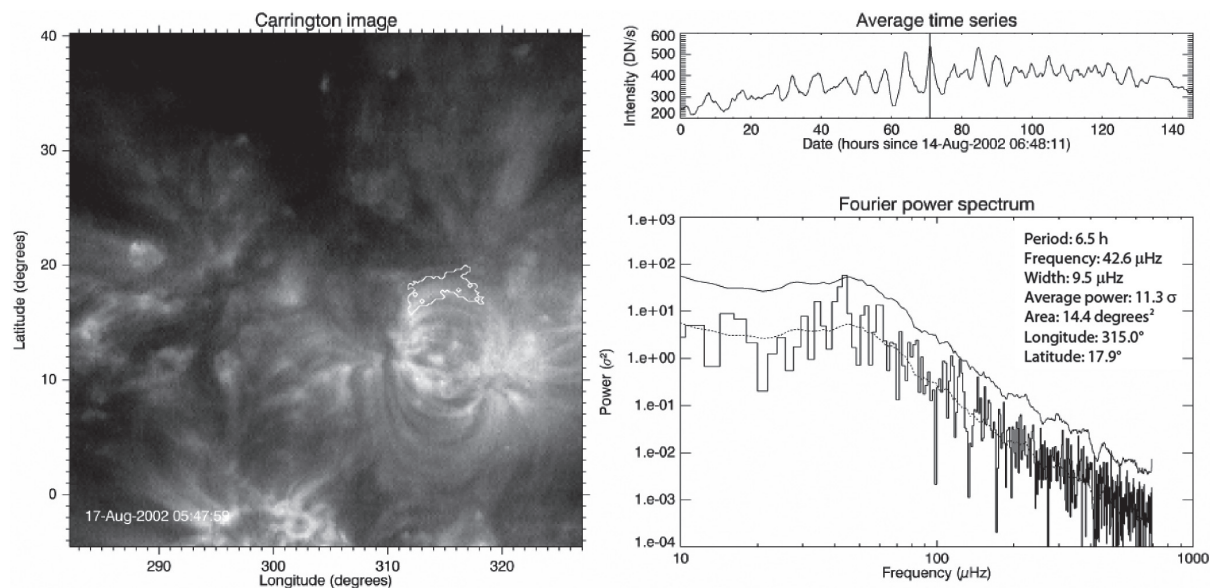 Carrington image
40
30
20
10
0
Latitude (degrees)
17-Aug-2002 05:47:59
290
300
310
320
Longitude (degrees)
Average time series
600
500
400
300
200
Intensity (DN/s)
0
20
40
60
80
100
120
140
Date (hours since 14-Aug-2002 06:48:11)
Fourier power spectrum
1.e+03
1.e+02
1.e+01
1.e+00
1.e-01
1.e-02
1.e-03
1.e-04
Power (σ²)
Period: 6.5 h
Frequency: 42.6 μHz
Width: 9.5 μHz
Average power: 11.3 σ
Area: 14.4 degrees²
Longitude: 315.0°
Latitude: 17.9°
10
100
1000
Frequency (μHz)